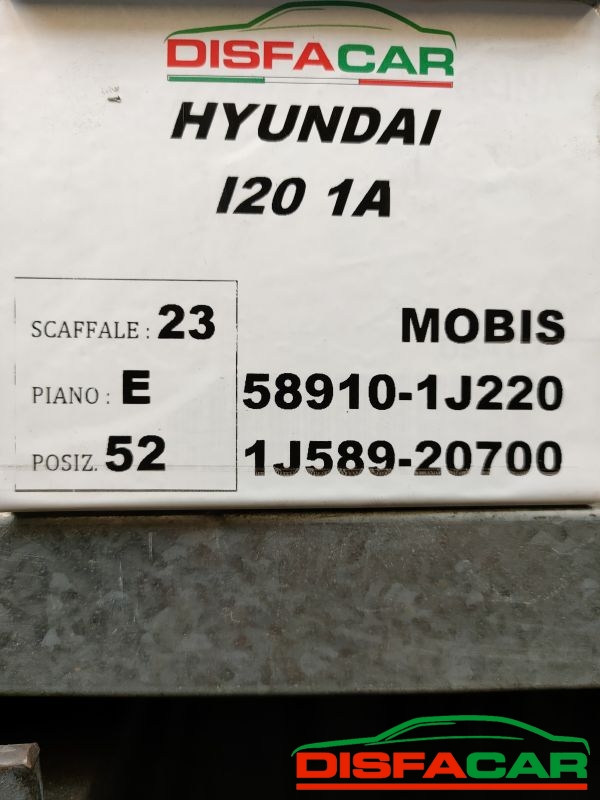 DISFACAR
HYUNDAI
I20 1A
SCAFFALE : 23
MOBIS
PIANO : E
58910-1J220
POSIZ. 52
1J589-20700
DISFACAR